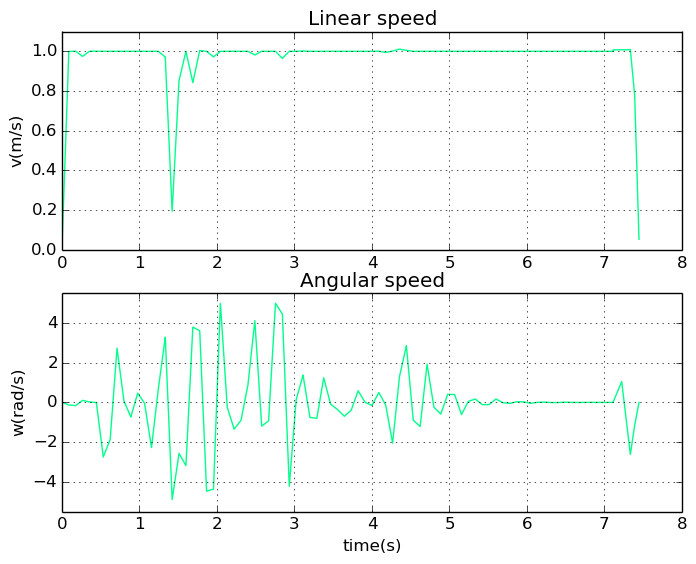 Linear speed
1.0
0.8
0.6
0.4
0.2
0.0
v(m/s)
0 1 2 3 4 5 6 7 8
Angular speed
4
2
0
−2
−4
w(rad/s)
0 1 2 3 4 5 6 7 8
time(s)